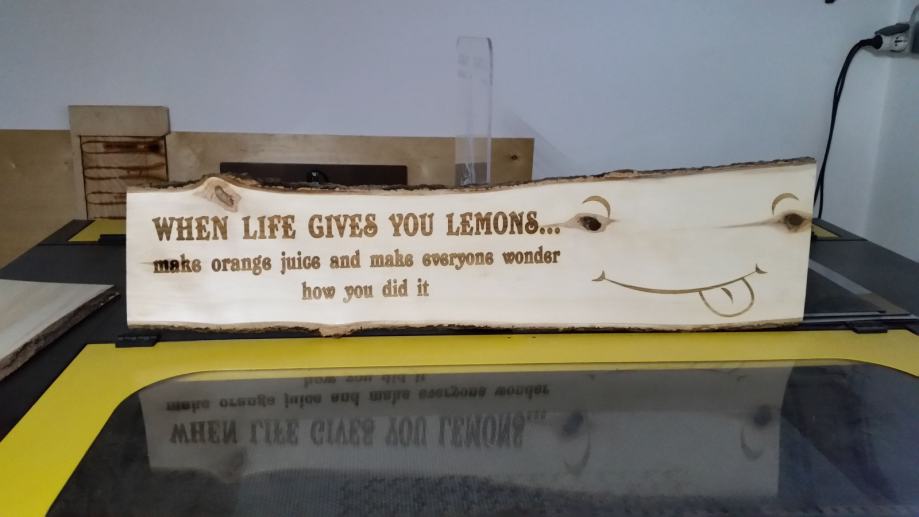 WHEN LIFE GIVES YOU LEMONS...
make orange juice and make everyone wonder
how you did it